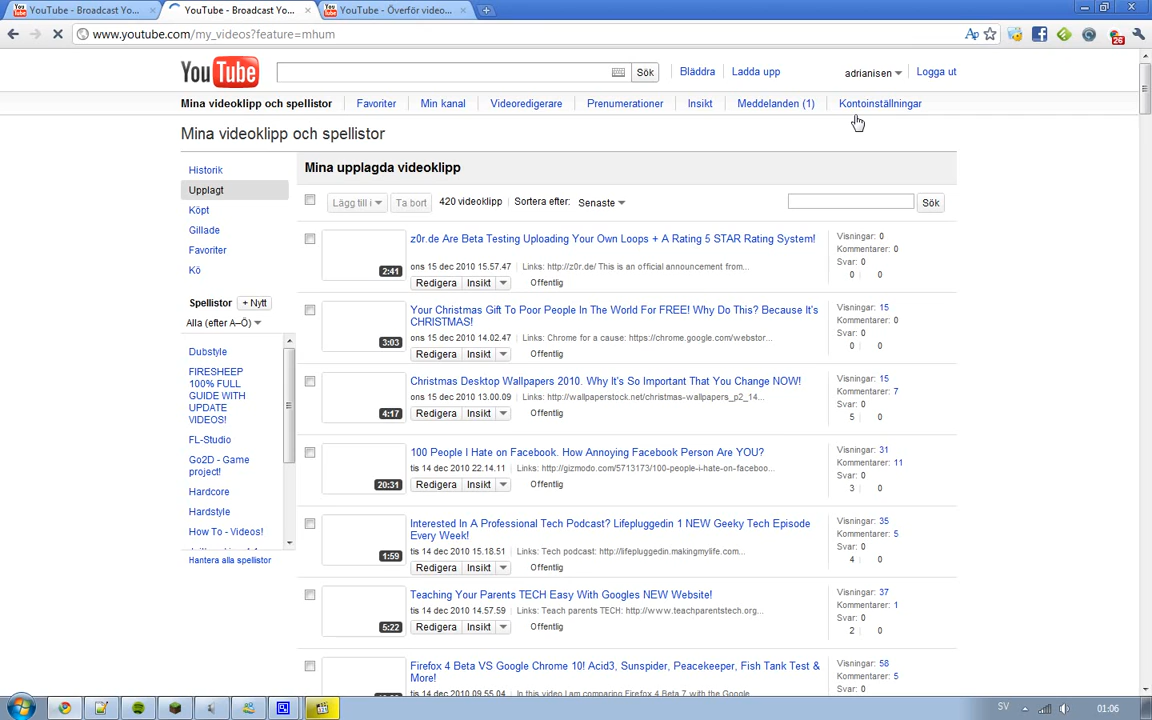 YouTube - Broadcast Yo...
YouTube - Broadcast Yo...
YouTube - Överför video...
www.youtube.com/my_videos?feature=mhum
26
YouTube
Sök
Bläddra
Ladda upp
adrianisen
Logga ut
Mina videoklipp och spellistor
Favoriter
Min kanal
Videoredigerare
Prenumerationer
Insikt
Meddelanden (1)
Kontoinställningar
Mina videoklipp och spellistor
Historik
Upplagt
Köpt
Gillade
Favoriter
Kö
Spellistor
+ Nytt
Alla (efter A–Ö)
Dubstyle
FIRESHEEP
100% FULL
GUIDE WITH
UPDATE
VIDEOS!
FL-Studio
Go2D - Game
project!
Hardcore
Hardstyle
How To - Videos!
Hantera alla spellistor
Mina upplagda videoklipp
Lägg till i
Ta bort
420 videoklipp
Sortera efter:
Senaste
Sök
2:41
z0r.de Are Beta Testing Uploading Your Own Loops + A Rating 5 STAR Rating System!
ons 15 dec 2010 15.57.47
Links: http://z0r.de/ This is an official announcement from...
Redigera
Insikt
Offentlig
Visningar: 0
Kommentarer: 0
Svar: 0
0 0
3:03
Your Christmas Gift To Poor People In The World For FREE! Why Do This? Because It's
CHRISTMAS!
ons 15 dec 2010 14.02.47
Links: Chrome for a cause: https://chrome.google.com/webstor...
Redigera
Insikt
Offentlig
Visningar: 15
Kommentarer: 0
Svar: 0
0 0
4:17
Christmas Desktop Wallpapers 2010. Why It's So Important That You Change NOW!
ons 15 dec 2010 13.00.09
Links: http://wallpaperstock.net/christmas-wallpapers_p2_14...
Redigera
Insikt
Offentlig
Visningar: 15
Kommentarer: 7
Svar: 0
5 0
20:31
100 People I Hate on Facebook. How Annoying Facebook Person Are YOU?
tis 14 dec 2010 22.14.11
Links: http://gizmodo.com/5713173/100-people-i-hate-on-faceboo...
Redigera
Insikt
Offentlig
Visningar: 31
Kommentarer: 11
Svar: 0
3 0
1:59
Interested In A Professional Tech Podcast? Lifepluggedin 1 NEW Geeky Tech Episode
Every Week!
tis 14 dec 2010 15.18.51
Links: Tech podcast: http://lifepluggedin.makingmylife.com...
Redigera
Insikt
Offentlig
Visningar: 35
Kommentarer: 5
Svar: 0
4 0
5:22
Teaching Your Parents TECH Easy With Googles NEW Website!
tis 14 dec 2010 14.57.59
Links: Teach parents TECH: http://www.teachparentstech.org...
Redigera
Insikt
Offentlig
Visningar: 37
Kommentarer: 1
Svar: 0
2 0
Firefox 4 Beta VS Google Chrome 10! Acid3, Sunspider, Peacekeeper, Fish Tank Test &
More!
tis 14 dec 2010 09.55.04
In this video I am comparing Firefox 4 Beta 7 with the Google
Visningar: 58
Kommentarer: 5
Svar: 0
SV
01:06